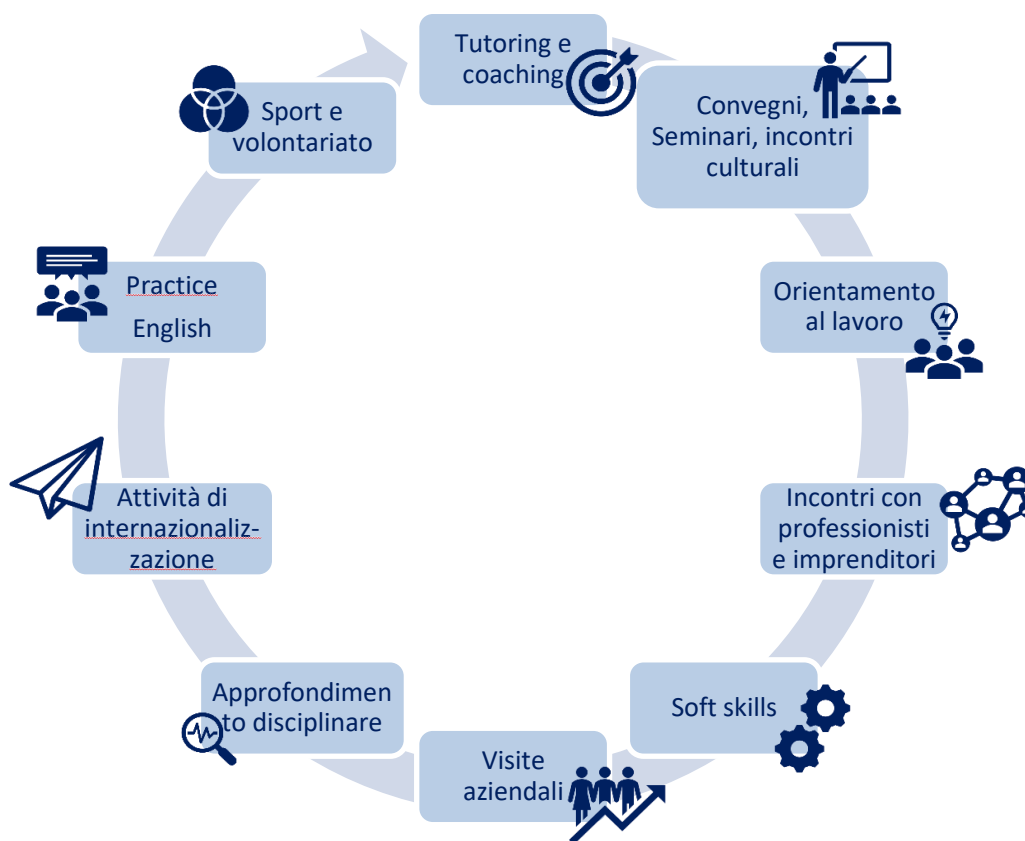 Tutoring e
coaching
Convegni,
Seminari, incontri
culturali
Orientamento
al lavoro
Incontri con
professionisti
e imprenditori
Soft skills
Visite
aziendali
Approfondimen
to disciplinare
Attività di
internazionaliz-
zazione
Practice
English
Sport e
volontariato